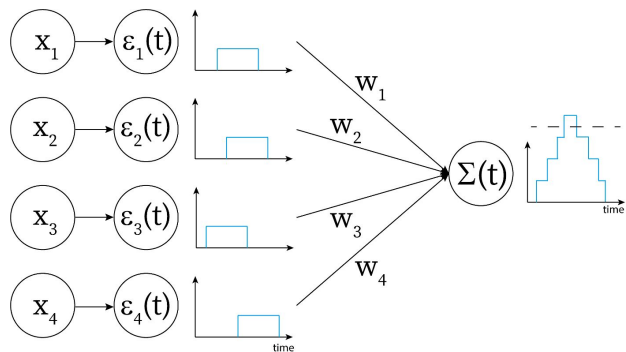 x1 ε1(t) w1
x2 ε2(t) w2
Σ(t)
time
x3 ε3(t) w3
x4 ε4(t) w4
time